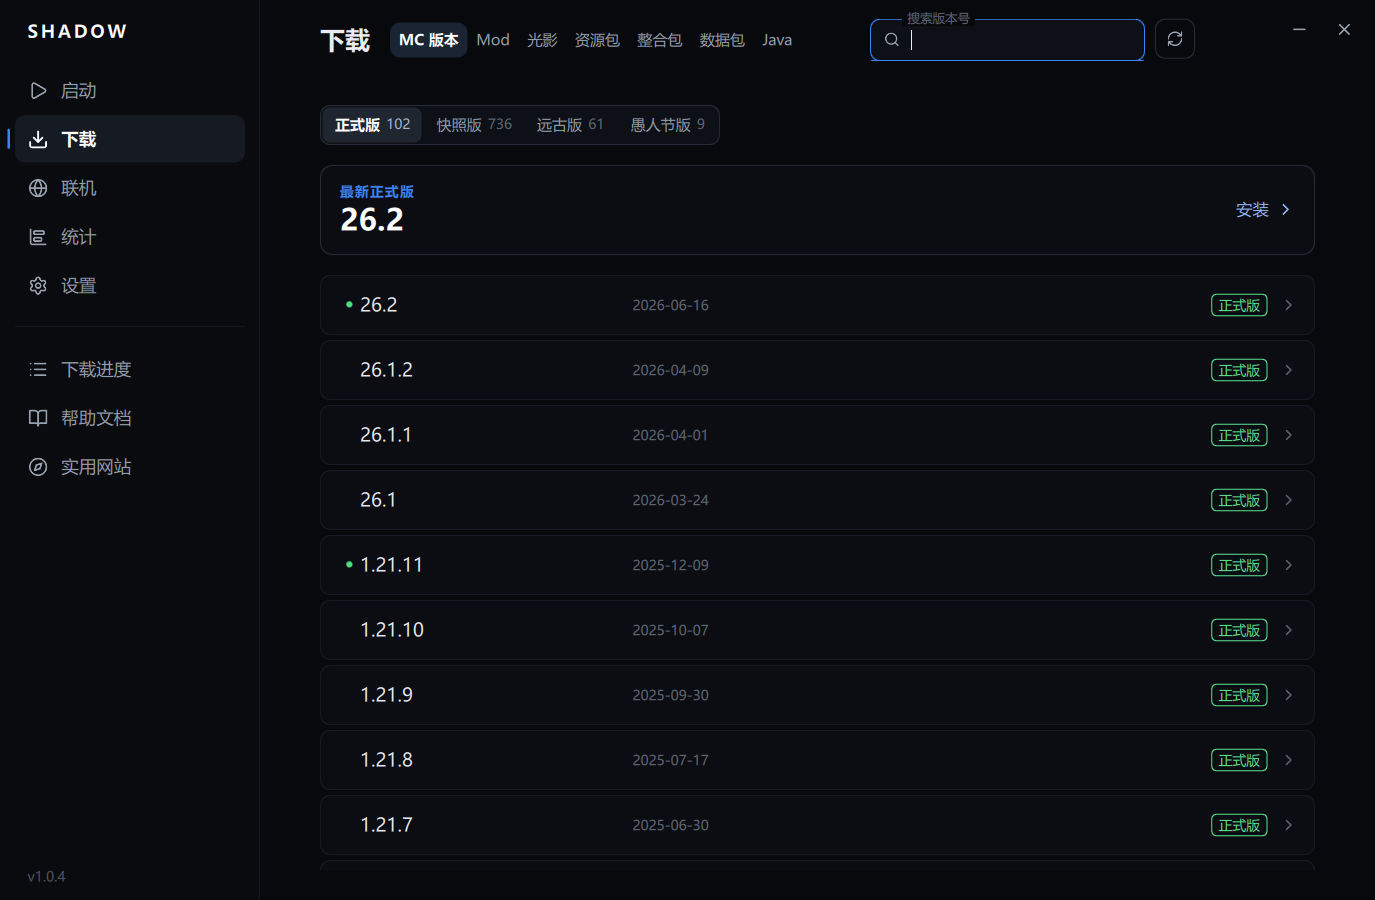 SHADOW
启动
下载
联机
统计
设置
下载进度
帮助文档
实用网站
v1.0.4
下载 MC 版本 Mod 光影 资源包 整合包 数据包 Java
搜索版本号
正式版 102 快照版 736 远古版 61 愚人节版 9
最新正式版
26.2
安装
26.2 2026-06-16 正式版
26.1.2 2026-04-09 正式版
26.1.1 2026-04-01 正式版
26.1 2026-03-24 正式版
1.21.11 2025-12-09 正式版
1.21.10 2025-10-07 正式版
1.21.9 2025-09-30 正式版
1.21.8 2025-07-17 正式版
1.21.7 2025-06-30 正式版